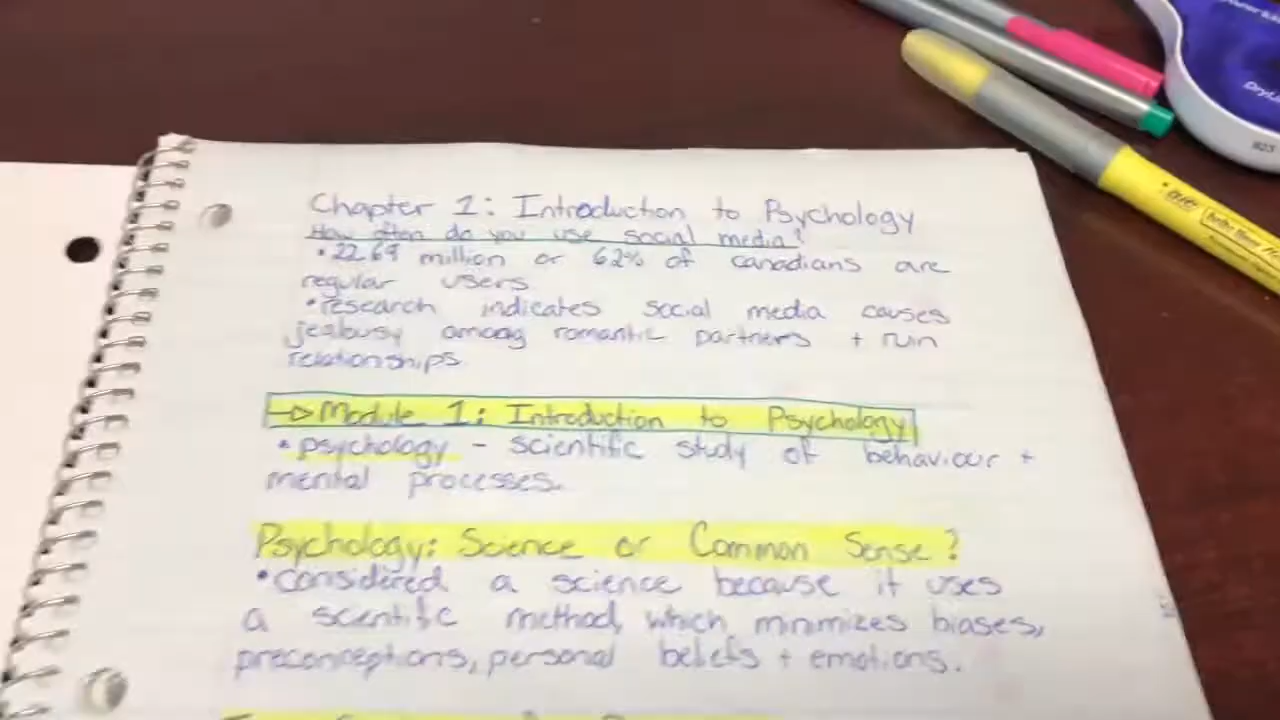 Chapter 1: Introduction to Psychology
How often do you use social media?
• 22.69 million or 62% of canadians are
regular users
• research indicates social media causes
jealousy among romantic partners + ruin
relationships.
→ Module 1: Introduction to Psychology
• psychology - scientific study of behaviour +
mental processes.
Psychology: Science or Common Sense?
• considered a science because it uses
a scentific method, which minimizes biases,
preconceptions, personal beliefs + emotions.